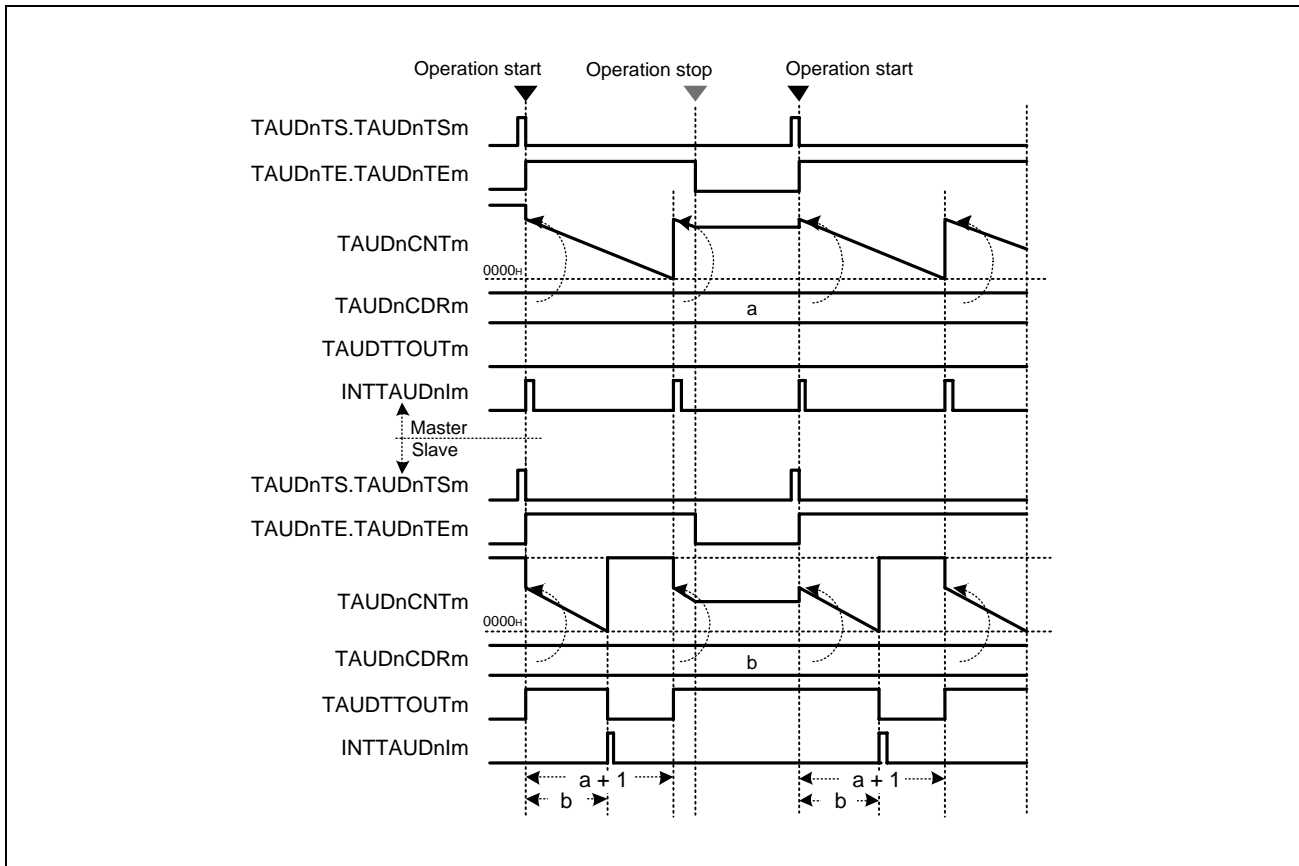 Operation start Operation stop Operation start
TAUDnTS.TAUDnTSm
TAUDnTE.TAUDnTEm
TAUDnCNTm
0000H
TAUDnCDRm
a
TAUDTTOUTm
INTTAUDnIm
Master
Slave
TAUDnTS.TAUDnTSm
TAUDnTE.TAUDnTEm
TAUDnCNTm
0000H
TAUDnCDRm
b
TAUDTTOUTm
INTTAUDnIm
a + 1 a + 1
b b